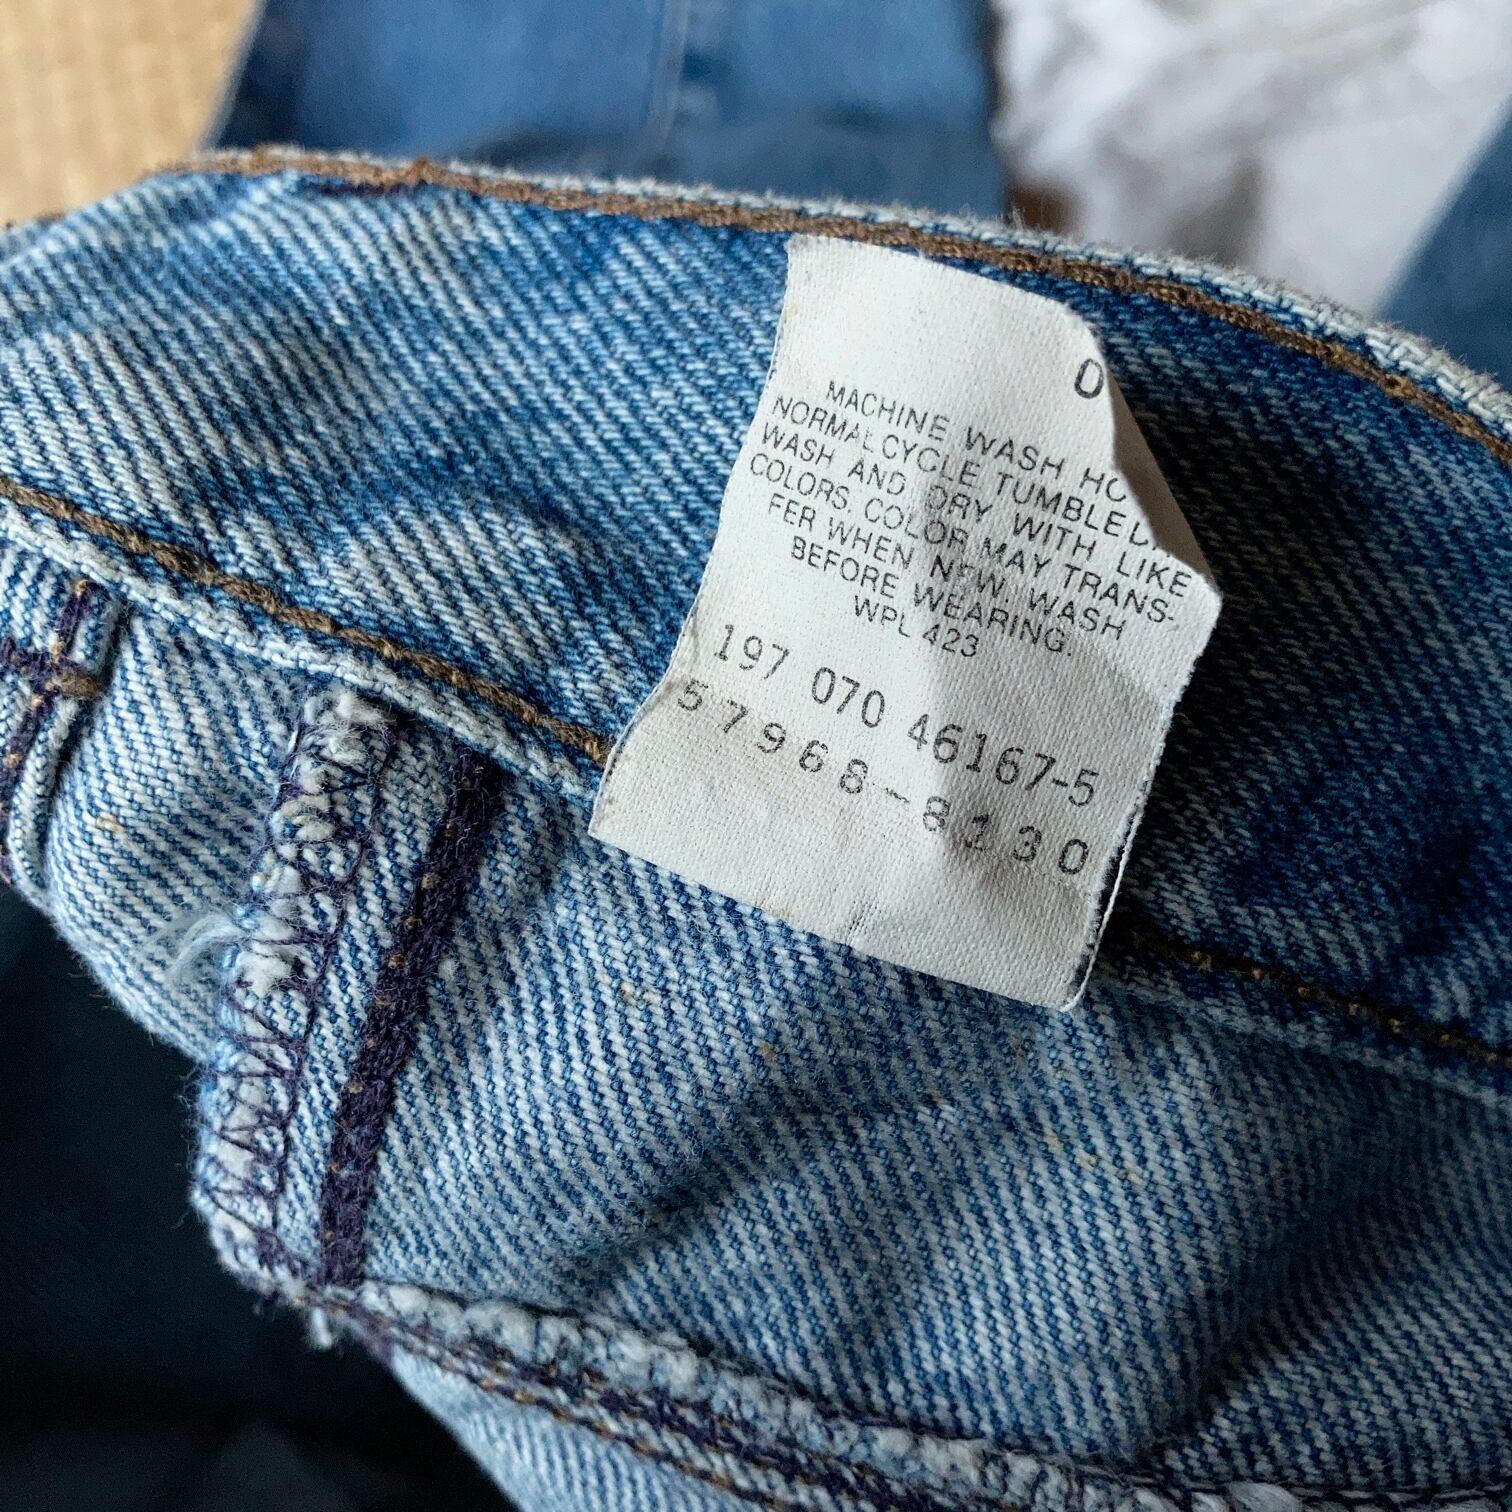 0
MACHINE WASH
NORMAL CYCLE TUMBLE
WASH AND DRY WITH LIKE
COLORS. COLOR MAY TRANS-
FER WHEN NEW. WASH
BEFORE WEARING.
WPL 423
197 070 46167-5
57968-8130